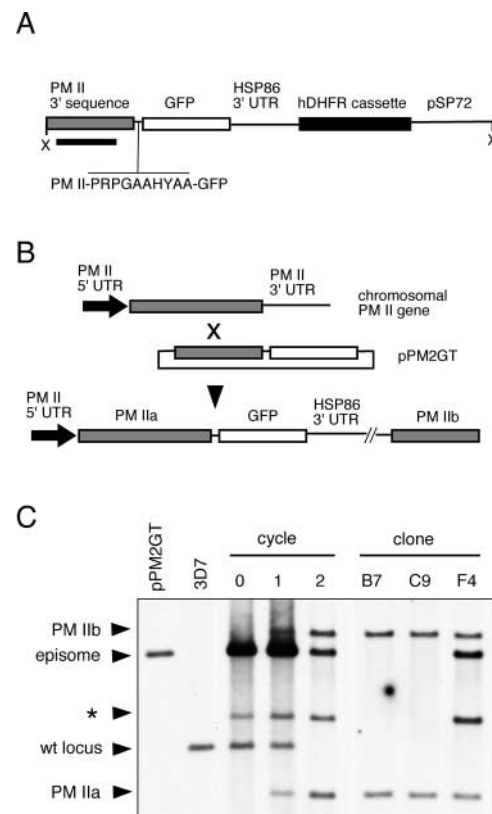 A
PM II
3' sequence
GFP
HSP86
3' UTR
hDHFR cassette
pSP72
X
X
PM II-PRPGAAHYAA-GFP
B
PM II
5' UTR
PM II
3' UTR
chromosomal
PM II gene
X
pPM2GT
PM II
5' UTR
PM IIa
GFP
HSP86
3' UTR
//
PM IIb
C
pPM2GT
3D7
cycle
0 1 2
clone
B7 C9 F4
PM IIb
episome
*
wt locus
PM IIa